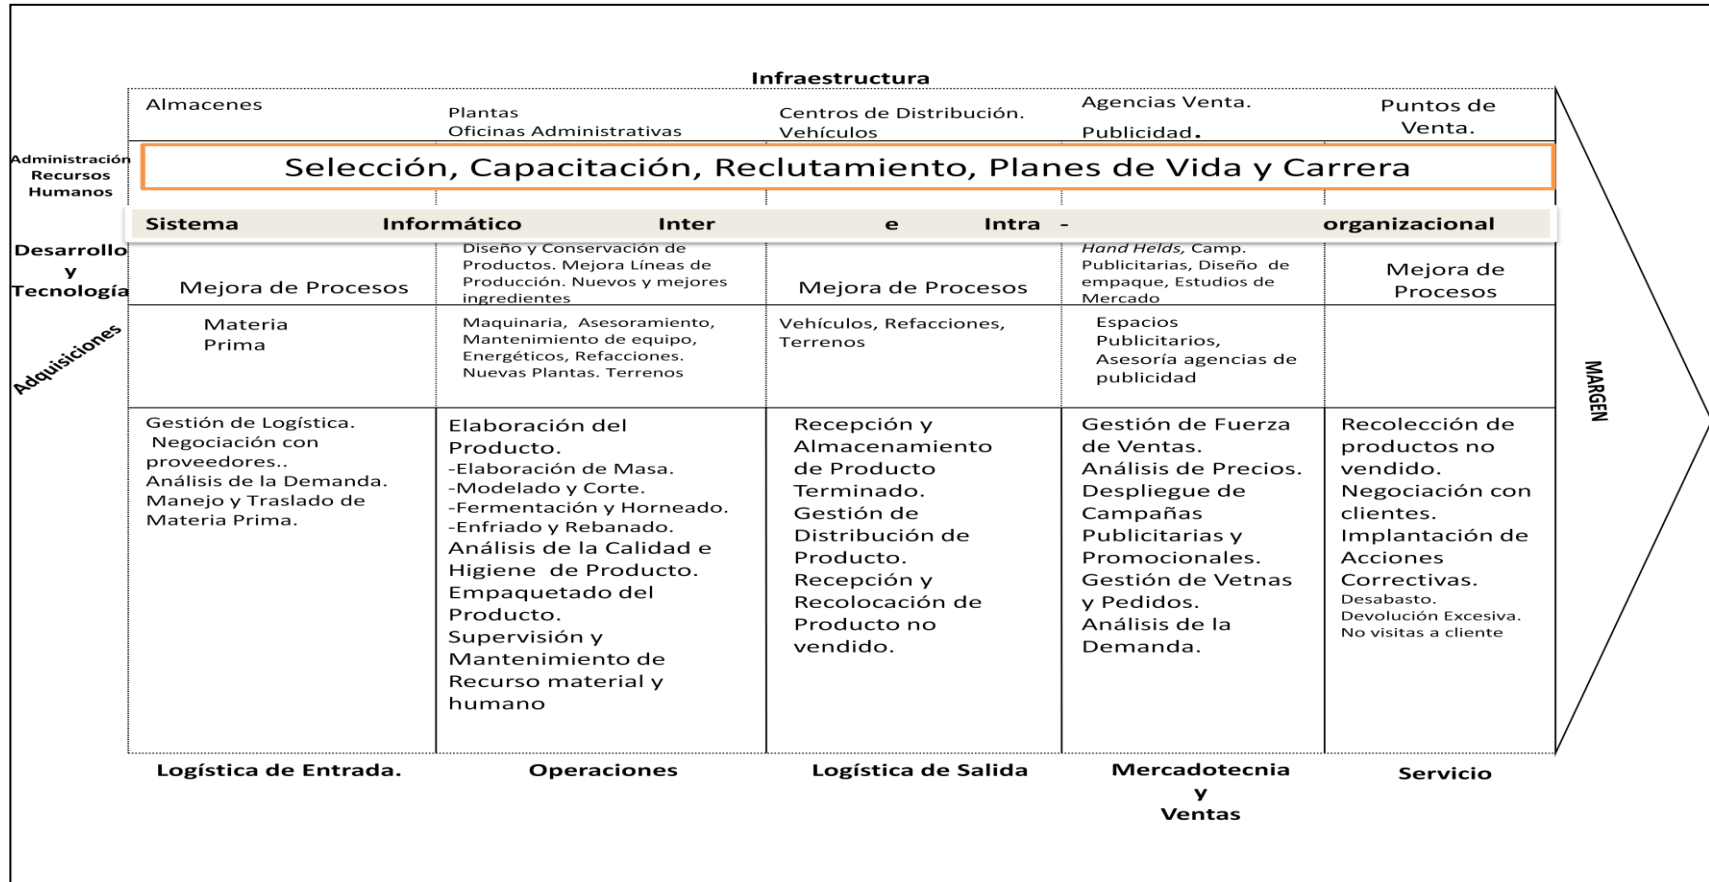 Infraestructura
Almacenes
Plantas
Oficinas Administrativas
Centros de Distribución.
Vehículos
Agencias Venta.
Publicidad.
Puntos de
Venta.
Administración
Recursos
Humanos
Selección, Capacitación, Reclutamiento, Planes de Vida y Carrera
Sistema Informático Inter e Intra - organizacional
Desarrollo
y
Tecnología
Mejora de Procesos
Diseño y Conservación de
Productos. Mejora Líneas de
Producción. Nuevos y mejores
ingredientes
Mejora de Procesos
Hand Helds, Camp.
Publicitarias, Diseño de
empaque, Estudios de
Mercado
Mejora de
Procesos
Adquisiciones
Materia
Prima
Maquinaria, Asesoramiento,
Mantenimiento de equipo,
Energéticos, Refacciones.
Nuevas Plantas. Terrenos
Vehículos, Refacciones,
Terrenos
Espacios
Publicitarios,
Asesoría agencias de
publicidad
MARGEN
Gestión de Logística.
Negociación con
proveedores..
Análisis de la Demanda.
Manejo y Traslado de
Materia Prima.
Elaboración del
Producto.
-Elaboración de Masa.
-Modelado y Corte.
-Fermentación y Horneado.
-Enfriado y Rebanado.
Análisis de la Calidad e
Higiene de Producto.
Empaquetado del
Producto.
Supervisión y
Mantenimiento de
Recurso material y
humano
Recepción y
Almacenamiento
de Producto
Terminado.
Gestión de
Distribución de
Producto.
Recepción y
Recolocación de
Producto no
vendido.
Gestión de Fuerza
de Ventas.
Análisis de Precios.
Despliegue de
Campañas
Publicitarias y
Promocionales.
Gestión de Vetnas
y Pedidos.
Análisis de la
Demanda.
Recolección de
productos no
vendido.
Negociación con
clientes.
Implantación de
Acciones
Correctivas.
Desabasto.
Devolución Excesiva.
No visitas a cliente
Logística de Entrada.
Operaciones
Logística de Salida
Mercadotecnia
y
Ventas
Servicio